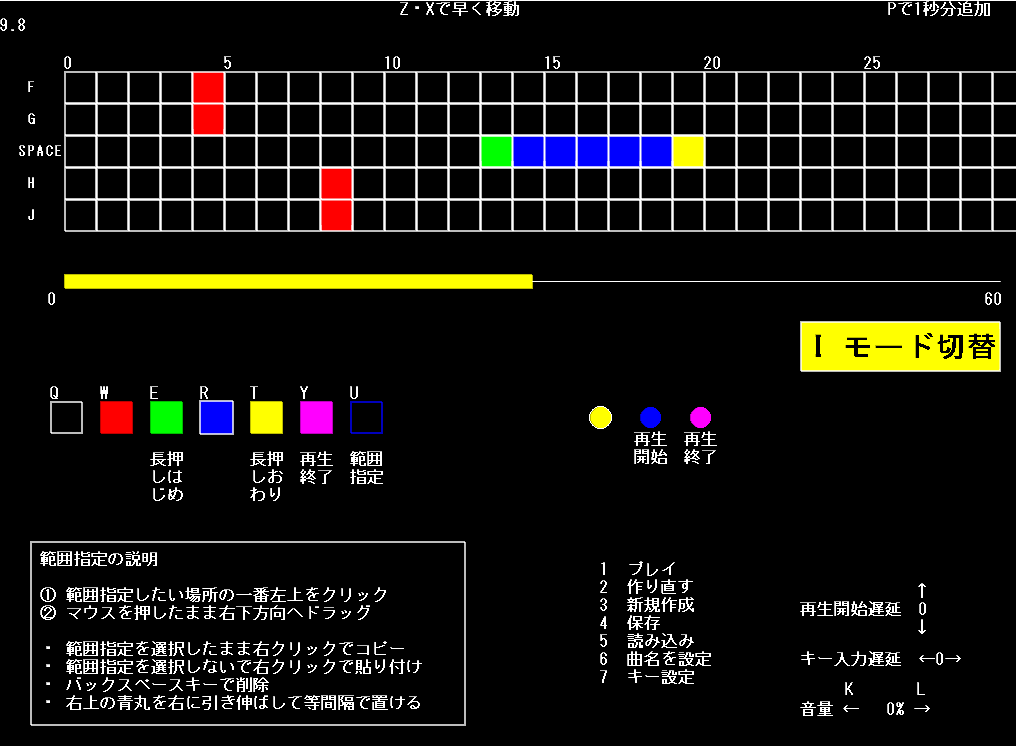 Z・Xで早く移動
Pで1秒分追加
9.8
0 5 10 15 20 25
F
G
SPACE
H
J
0 60
I モード切替
Q W E R T Y U
長押しはじめ
長押しおわり
再生終了
範囲指定
再生開始
再生終了
範囲指定の説明
① 範囲指定したい場所の一番左上をクリック
② マウスを押したまま右下方向へドラッグ
・ 範囲指定を選択したまま右クリックでコピー
・ 範囲指定を選択しないで右クリックで貼り付け
・ バックスペースキーで削除
・ 右上の青丸を右に引き伸ばして等間隔で置ける
1 プレイ
2 作り直す
3 新規作成
4 保存
5 読み込み
6 曲名を設定
7 キー設定
↑
再生開始遅延 0
↓
キー入力遅延 ←0→
K L
音量 ← 0% →